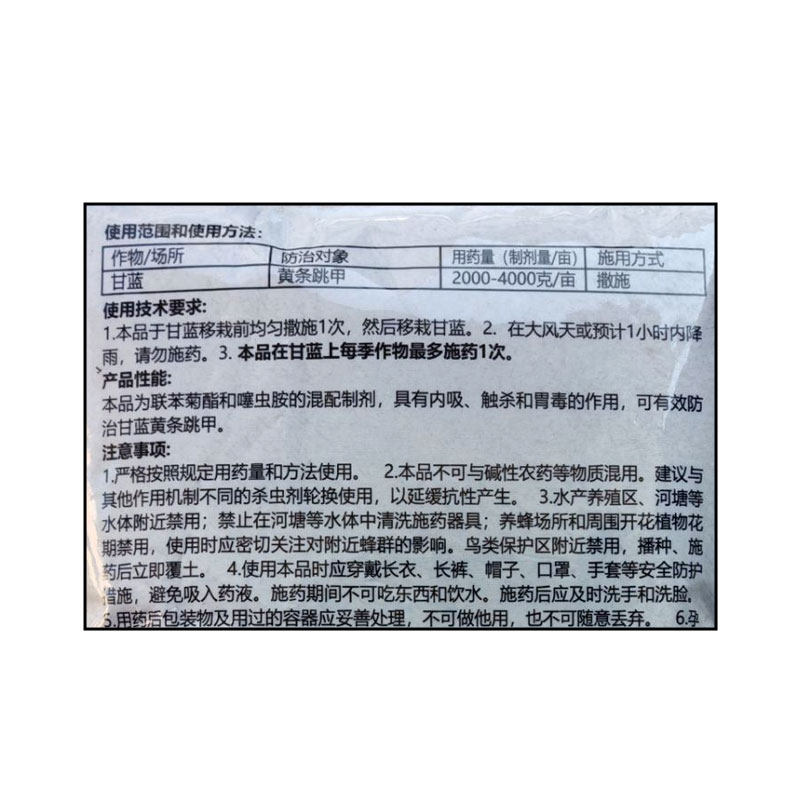 使用范围和使用方法：
作物/场所 防治对象 用药量（制剂量/亩） 施用方式
甘蓝 黄条跳甲 2000-4000克/亩 撒施
使用技术要求:
1.本品于甘蓝移栽前均匀撒施1次，然后移栽甘蓝。2. 在大风天或预计1小时内降
雨，请勿施药。3. 本品在甘蓝上每季作物最多施药1次。
产品性能:
本品为联苯菊酯和噻虫胺的混配制剂，具有内吸、触杀和胃毒的作用，可有效防
治甘蓝黄条跳甲。
注意事项:
1.严格按照规定用药量和方法使用。 2.本品不可与碱性农药等物质混用。建议与
其他作用机制不同的杀虫剂轮换使用，以延缓抗性产生。 3.水产养殖区、河塘等
水体附近禁用；禁止在河塘等水体中清洗施药器具；养蜂场所和周围开花植物花
期禁用，使用时应密切关注对附近蜂群的影响。鸟类保护区附近禁用，播种、施
药后立即覆土。 4.使用本品时应穿戴长衣、长裤、帽子、口罩、手套等安全防护
措施，避免吸入药液。施药期间不可吃东西和饮水。施药后应及时洗手和洗脸。
5.用药后包装物及用过的容器应妥善处理，不可做他用，也不可随意丢弃。 6.孕